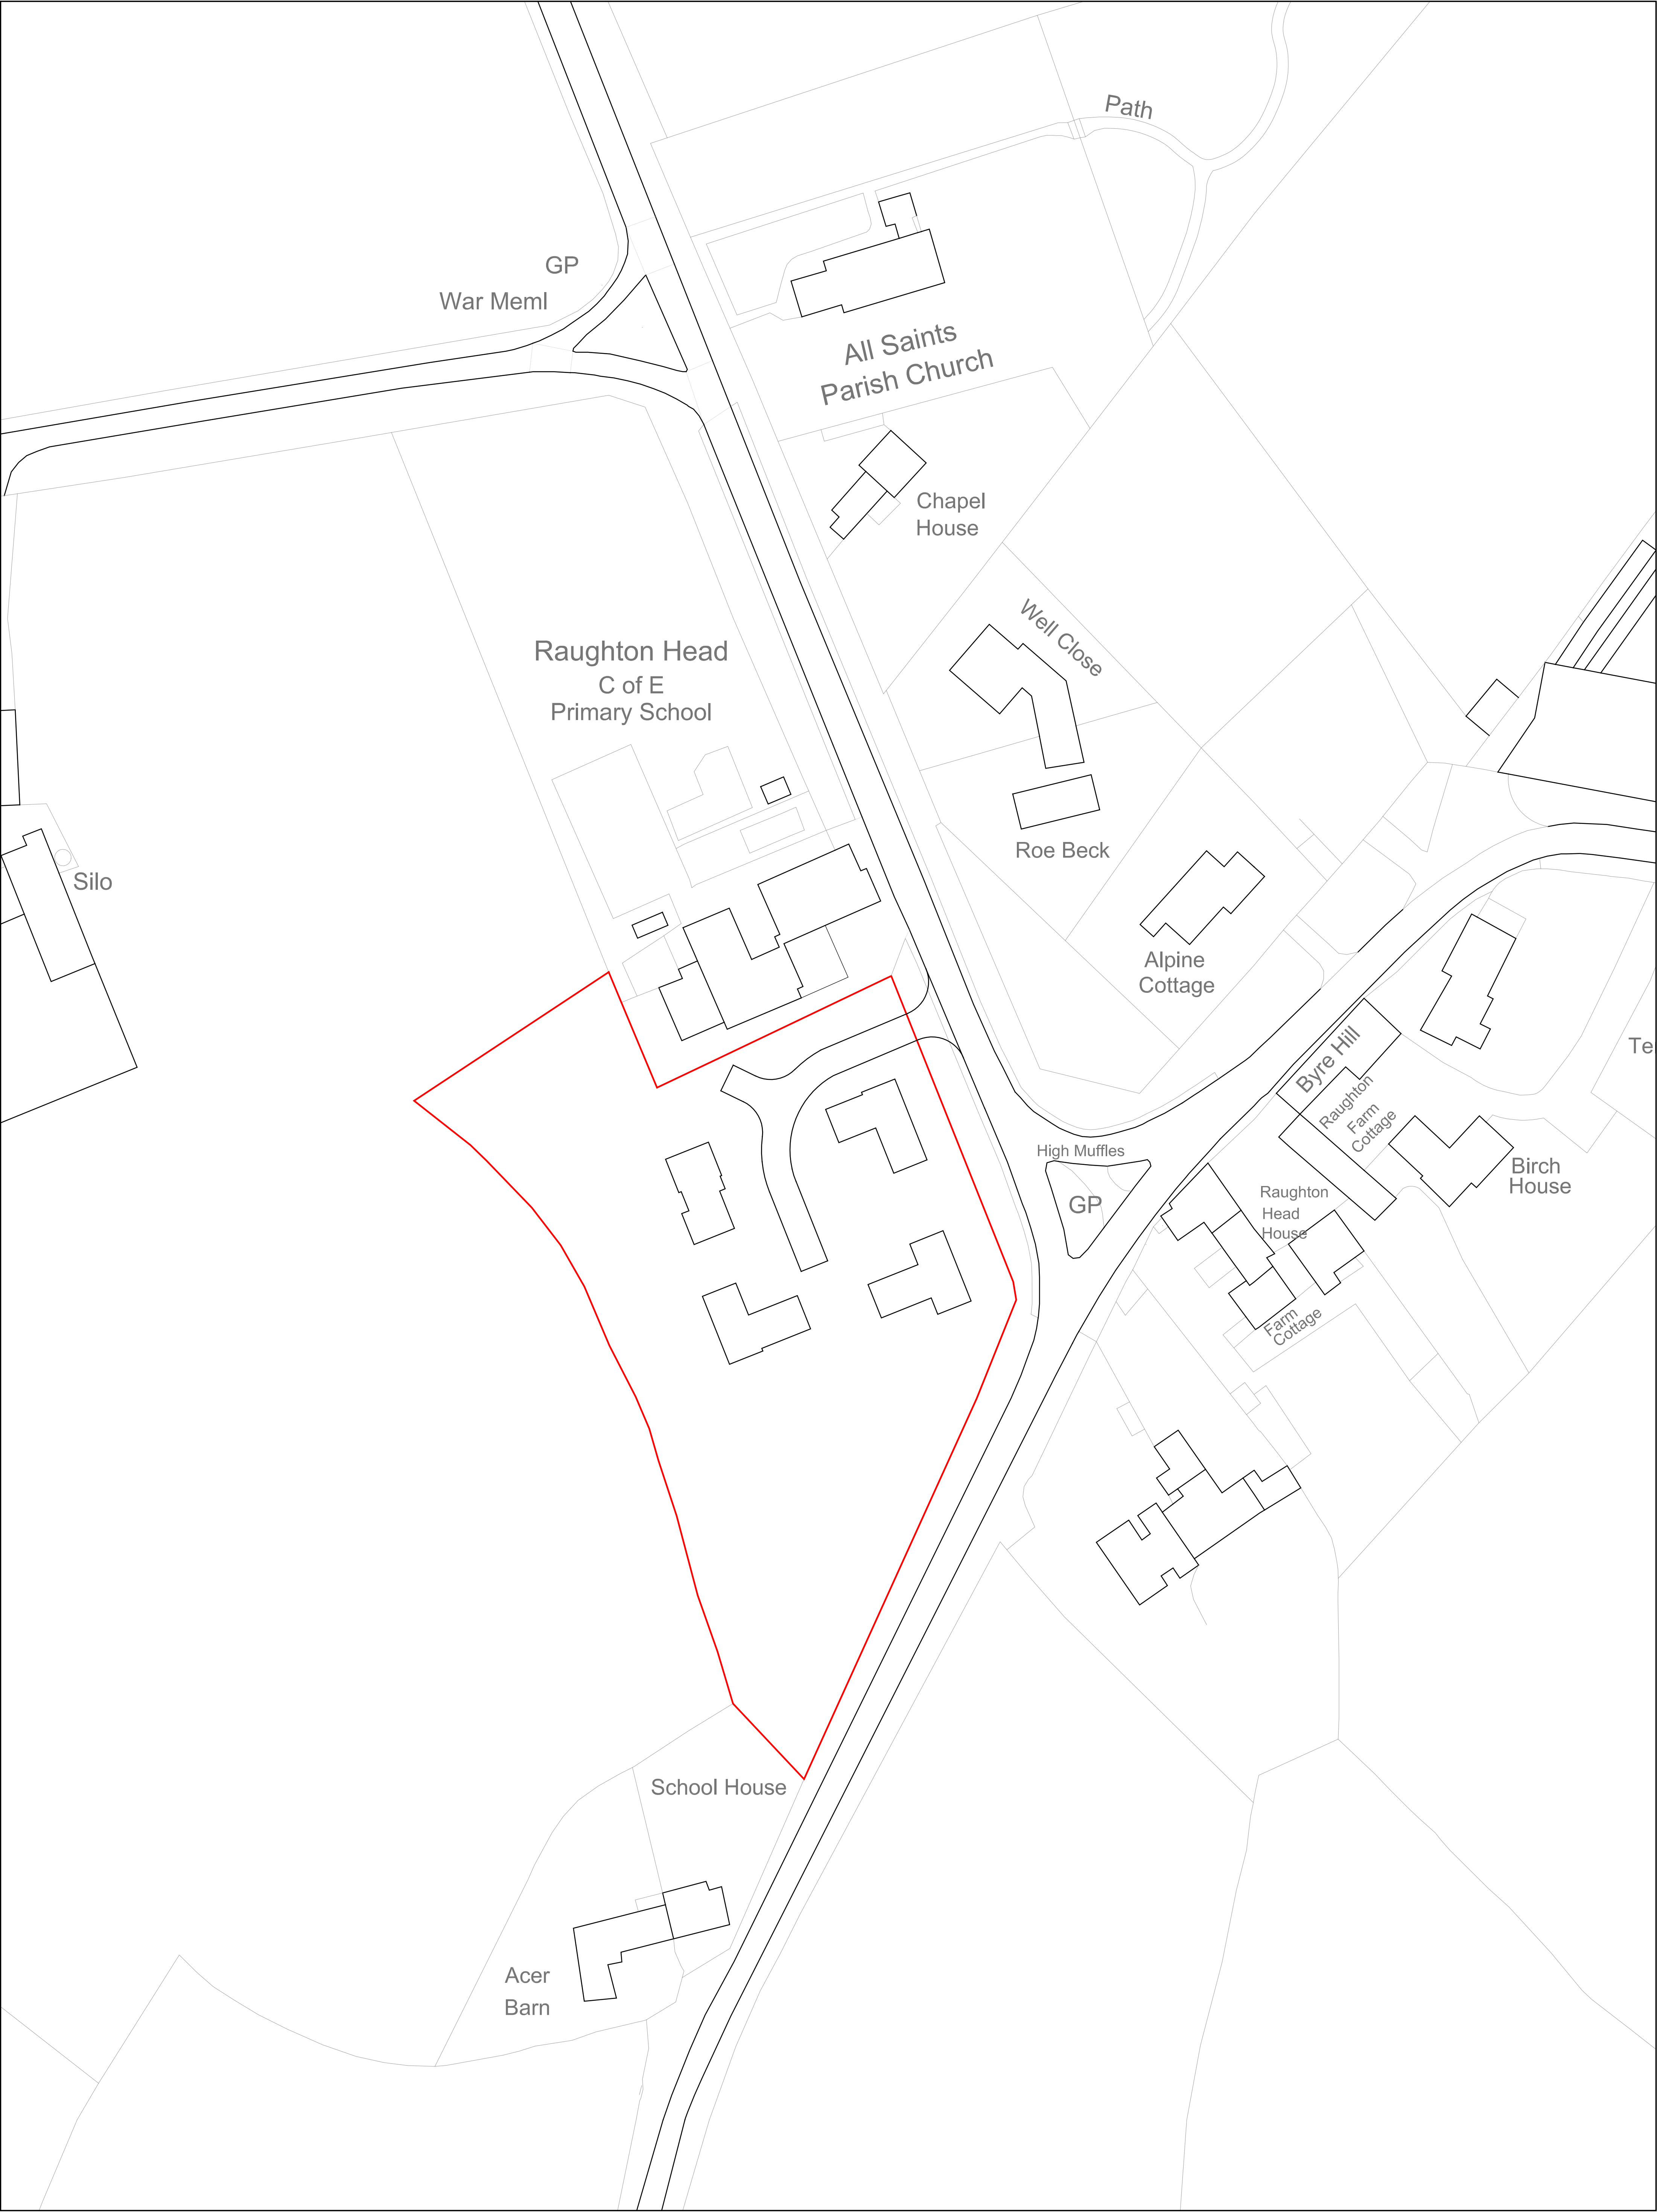 Path
GP
War Meml
All Saints
Parish Church
Chapel
House
Well Close
Raughton Head
C of E
Primary School
Roe Beck
Silo
Alpine
Cottage
Te
Byre Hill
Raughton
Farm
Cottage
High Muffles
GP
Birch
House
Raughton
Head
House
Farm
Cottage
School House
Acer
Barn